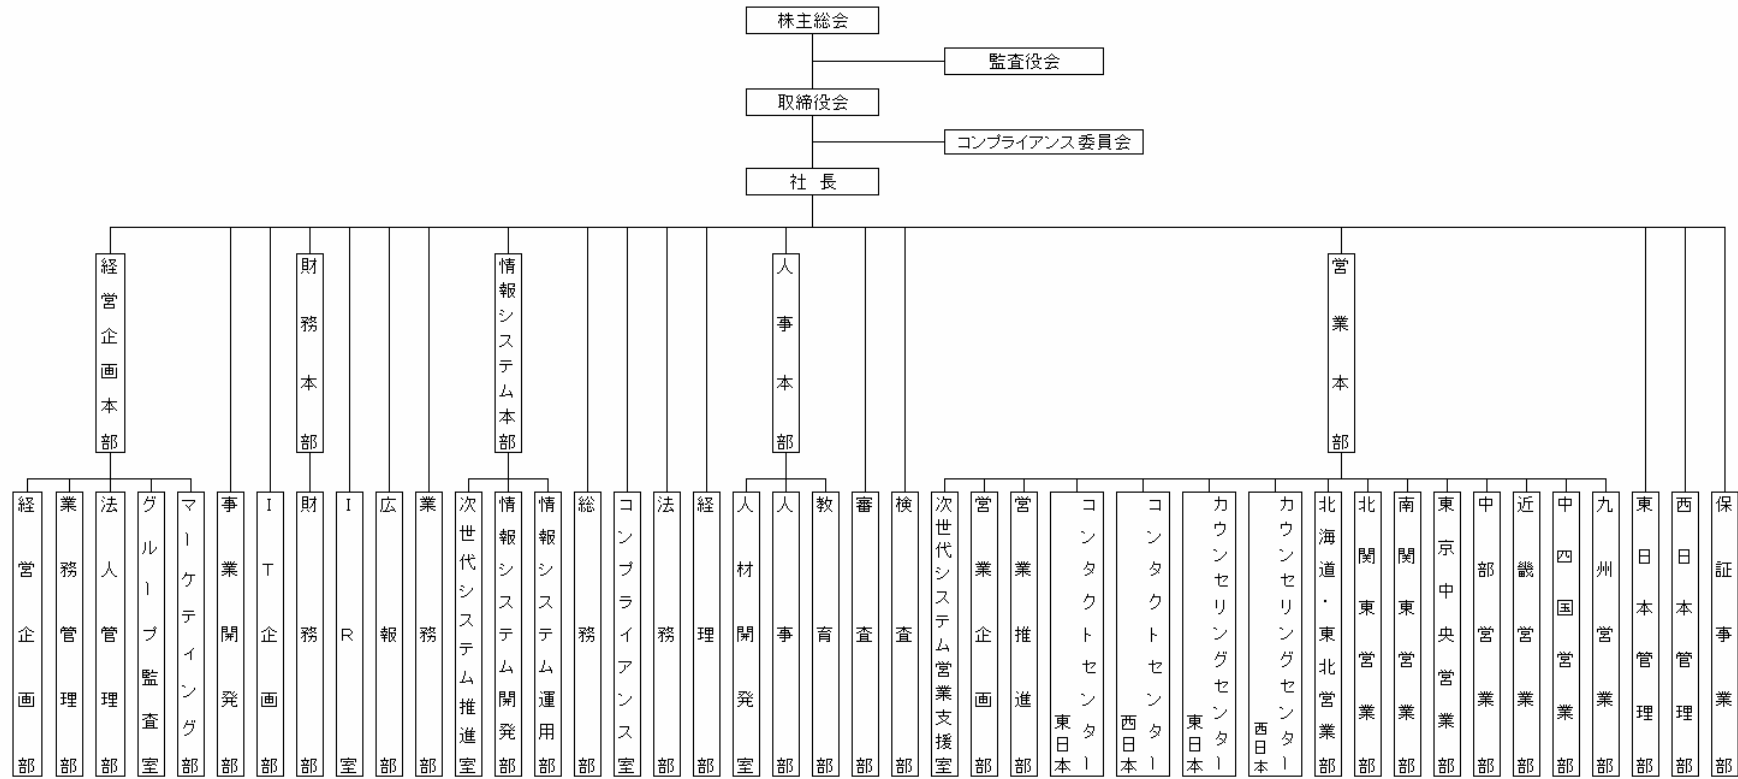 株主総会
監査役会
取締役会
コンプライアンス委員会
社長
経営企画本部
財務本部
情報システム本部
人事本部
営業本部
経営企画部
業務管理部
法人管理部
グループ監査室
マーケティング部
事業開発部
IT企画部
財務部
IR室
広報部
業務部
次世代システム推進室
情報システム開発部
情報システム運用部
総務部
コンプライアンス室
法務部
経理部
人材開発室
人事部
教育部
審査部
検査部
次世代システム営業支援室
営業企画部
営業推進部
コンタクトセンター
東日本
コンタクトセンター
西日本
カウンセリングセンター
東日本
カウンセリングセンター
西日本
北海道・東北営業部
北関東営業部
南関東営業部
東京中央営業部
中部営業部
近畿営業部
中四国営業部
九州営業部
東日本管理部
西日本管理部
保証事業部